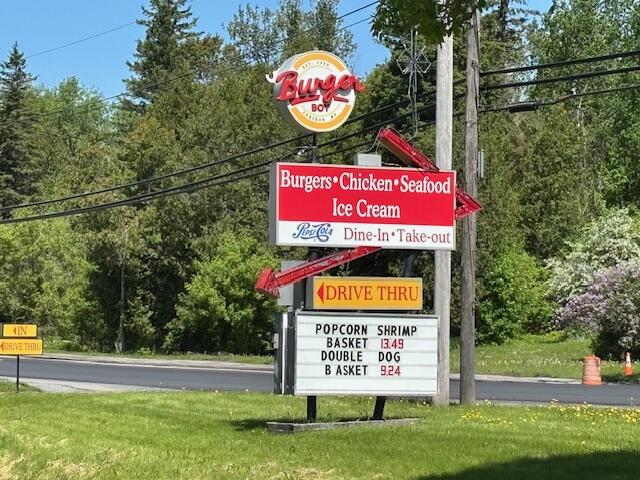 Burger
BOY
Burgers•Chicken•Seafood
Ice Cream
PEPSI-COLA Dine-In•Take-out
DRIVE THRU
POPCORN SHRIMP
BASKET 13.49
DOUBLE DOG
B ASKET 9.24
IN
DRIVE THRU